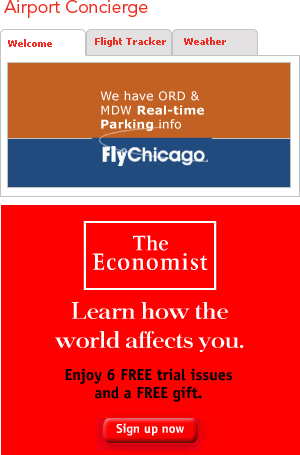 Airport Concierge
Welcome
Flight Tracker
Weather
We have ORD &
MDW Real-time
Parking info
FlyChicago
The
Economist
Learn how the
world affects you.
Enjoy 6 FREE trial issues
and a FREE gift.
Sign up now